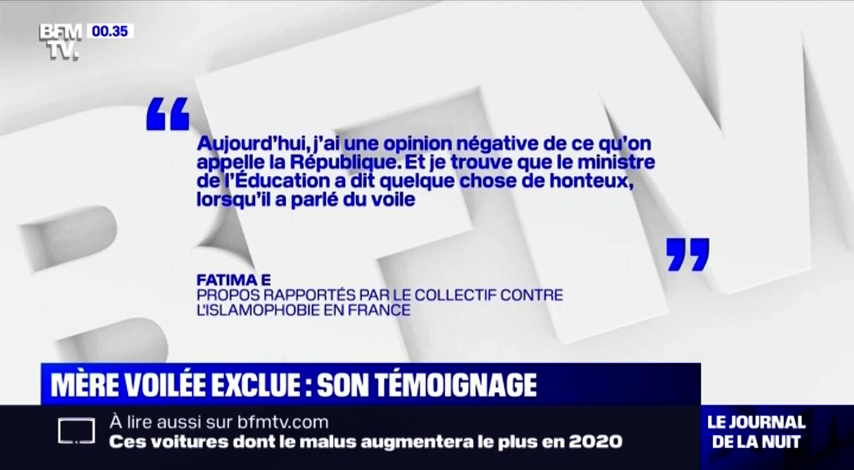 BFM
TV.
00.35
“
Aujourd’hui, j’ai une opinion négative de ce qu’on
appelle la République. Et je trouve que le ministre
de l’Éducation a dit quelque chose de honteux,
lorsqu’il a parlé du voile
”
FATIMA E
PROPOS RAPPORTÉS PAR LE COLLECTIF CONTRE
L’ISLAMOPHOBIE EN FRANCE
MÈRE VOILÉE EXCLUE : SON TÉMOIGNAGE
À lire aussi sur bfmtv.com
Ces voitures dont le malus augmentera le plus en 2020
LE JOURNAL
DE LA NUIT